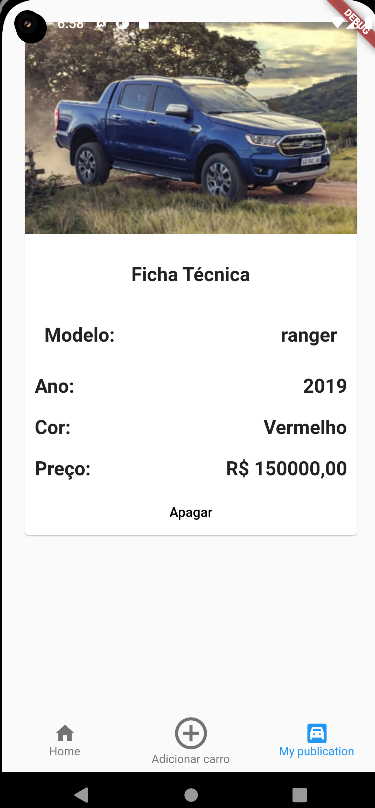 6:58
DEBUG
Ficha Técnica
Modelo: ranger
Ano: 2019
Cor: Vermelho
Preço: R$ 150000,00
Apagar
Home
Adicionar carro
My publication